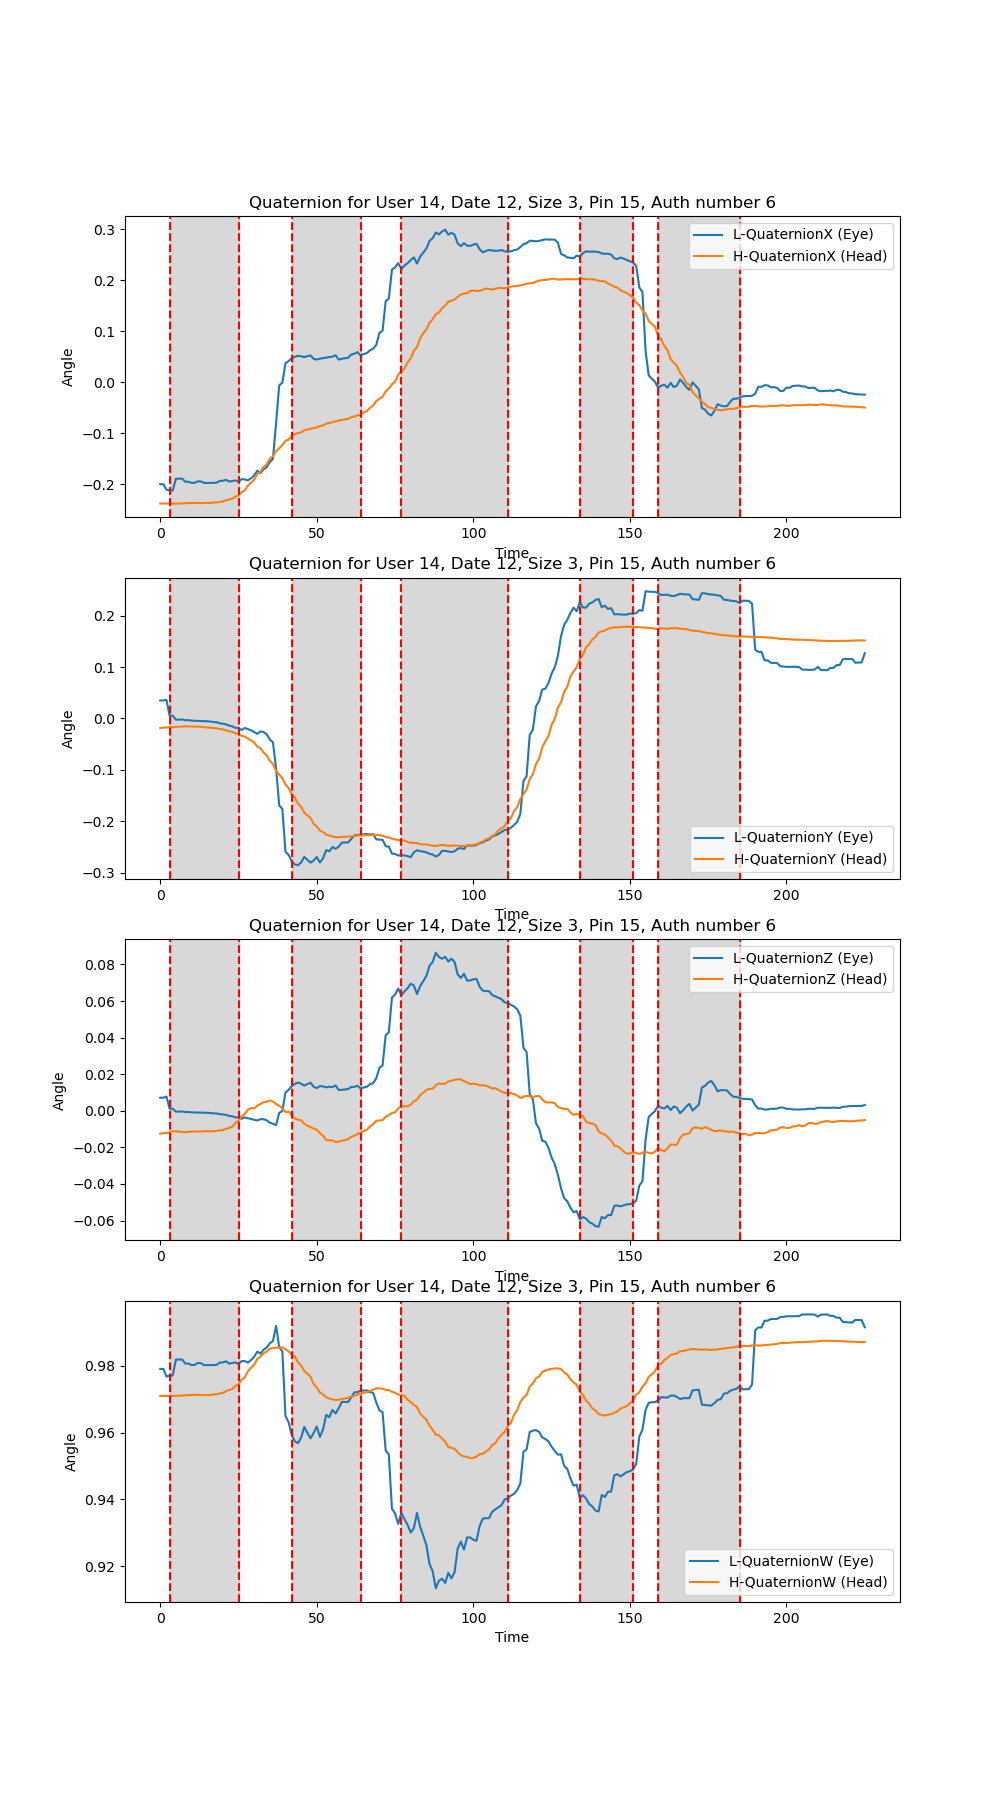 Quaternion for User 14, Date 12, Size 3, Pin 15, Auth number 6
L-QuaternionX (Eye)
H-QuaternionX (Head)
0.3
0.2
0.1
0.0
−0.1
−0.2
Angle
0 50 100 150 200
Time
Quaternion for User 14, Date 12, Size 3, Pin 15, Auth number 6
0.2
0.1
0.0
−0.1
−0.2
−0.3
Angle
L-QuaternionY (Eye)
H-QuaternionY (Head)
0 50 100 150 200
Time
Quaternion for User 14, Date 12, Size 3, Pin 15, Auth number 6
L-QuaternionZ (Eye)
H-QuaternionZ (Head)
0.08
0.06
0.04
0.02
0.00
−0.02
−0.04
−0.06
Angle
0 50 100 150 200
Time
Quaternion for User 14, Date 12, Size 3, Pin 15, Auth number 6
0.98
0.96
0.94
0.92
Angle
L-QuaternionW (Eye)
H-QuaternionW (Head)
0 50 100 150 200
Time